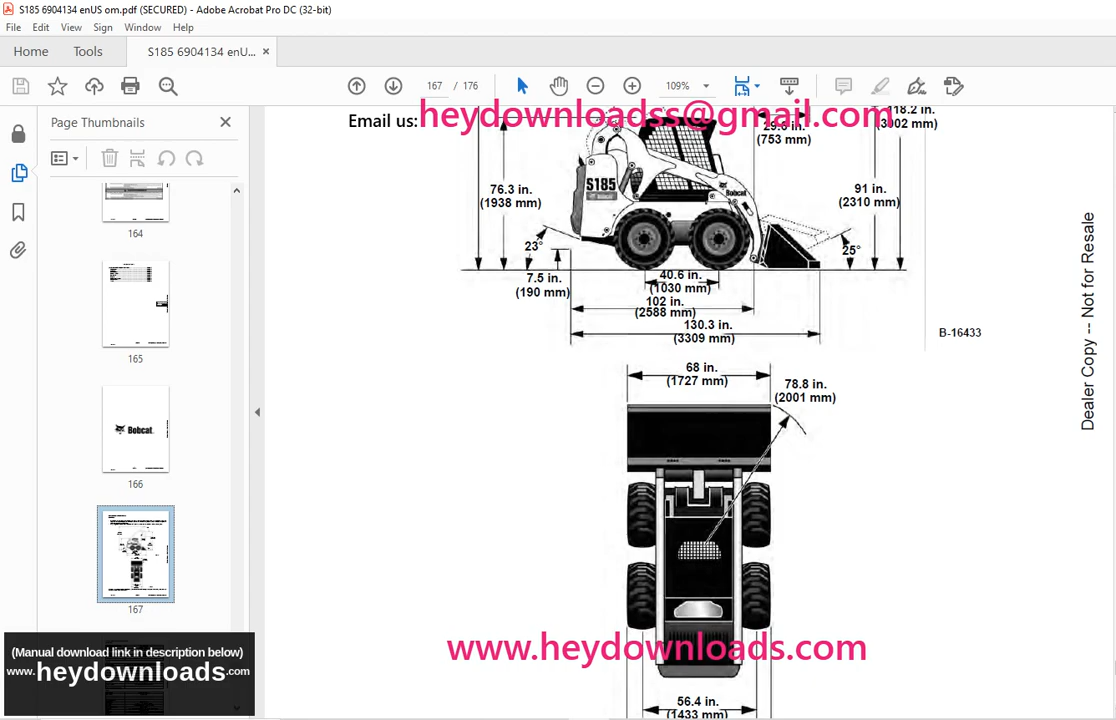 S185 6904134 enUS om.pdf (SECURED) - Adobe Acrobat Pro DC (32-bit)
File Edit View Sign Window Help
Home Tools S185 6904134 enU... ×
167 / 176 109%
Page Thumbnails
164
165
Bobcat
166
167
Email us:heydownloadss@gmail.com
118.2 in.
(3002 mm)
(753 mm)
76.3 in.
(1938 mm)
S185
Bobcat
91 in.
(2310 mm)
23°
25°
7.5 in.
(190 mm)
40.6 in.
(1030 mm)
102 in.
(2588 mm)
130.3 in.
(3309 mm)
B-16433
Dealer Copy -- Not for Resale
68 in.
(1727 mm)
78.8 in.
(2001 mm)
www.heydownloads.com
56.4 in.
(1433 mm)
(Manual download link in description below)
www.heydownloads.com